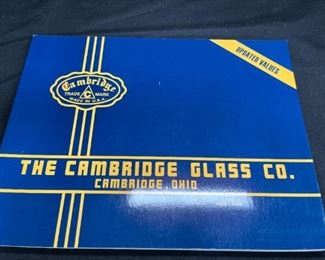 UPDATED VALUES
Cambridge
TRADE C MARK
MADE IN U.S.A.
THE CAMBRIDGE GLASS CO.
CAMBRIDGE, OHIO